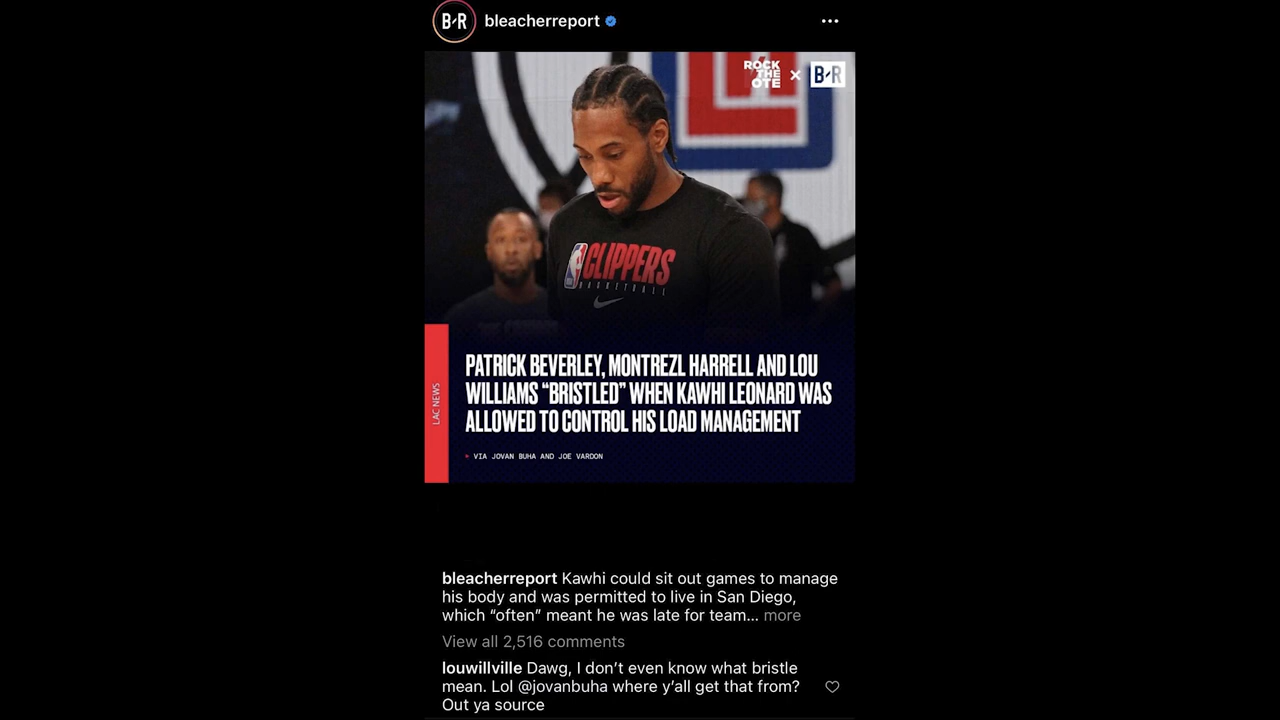 B/R bleacherreport
ROCK
THE
OTE
× B/R
CLIPPERS
BASKETBALL
LAC NEWS
PATRICK BEVERLEY, MONTREZL HARRELL AND LOU
WILLIAMS “BRISTLED” WHEN KAWHI LEONARD WAS
ALLOWED TO CONTROL HIS LOAD MANAGEMENT
VIA JOVAN BUHA AND JOE VARDON
bleacherreport Kawhi could sit out games to manage
his body and was permitted to live in San Diego,
which “often” meant he was late for team... more
View all 2,516 comments
louwillville Dawg, I don’t even know what bristle
mean. Lol @jovanbuha where y’all get that from?
Out ya source